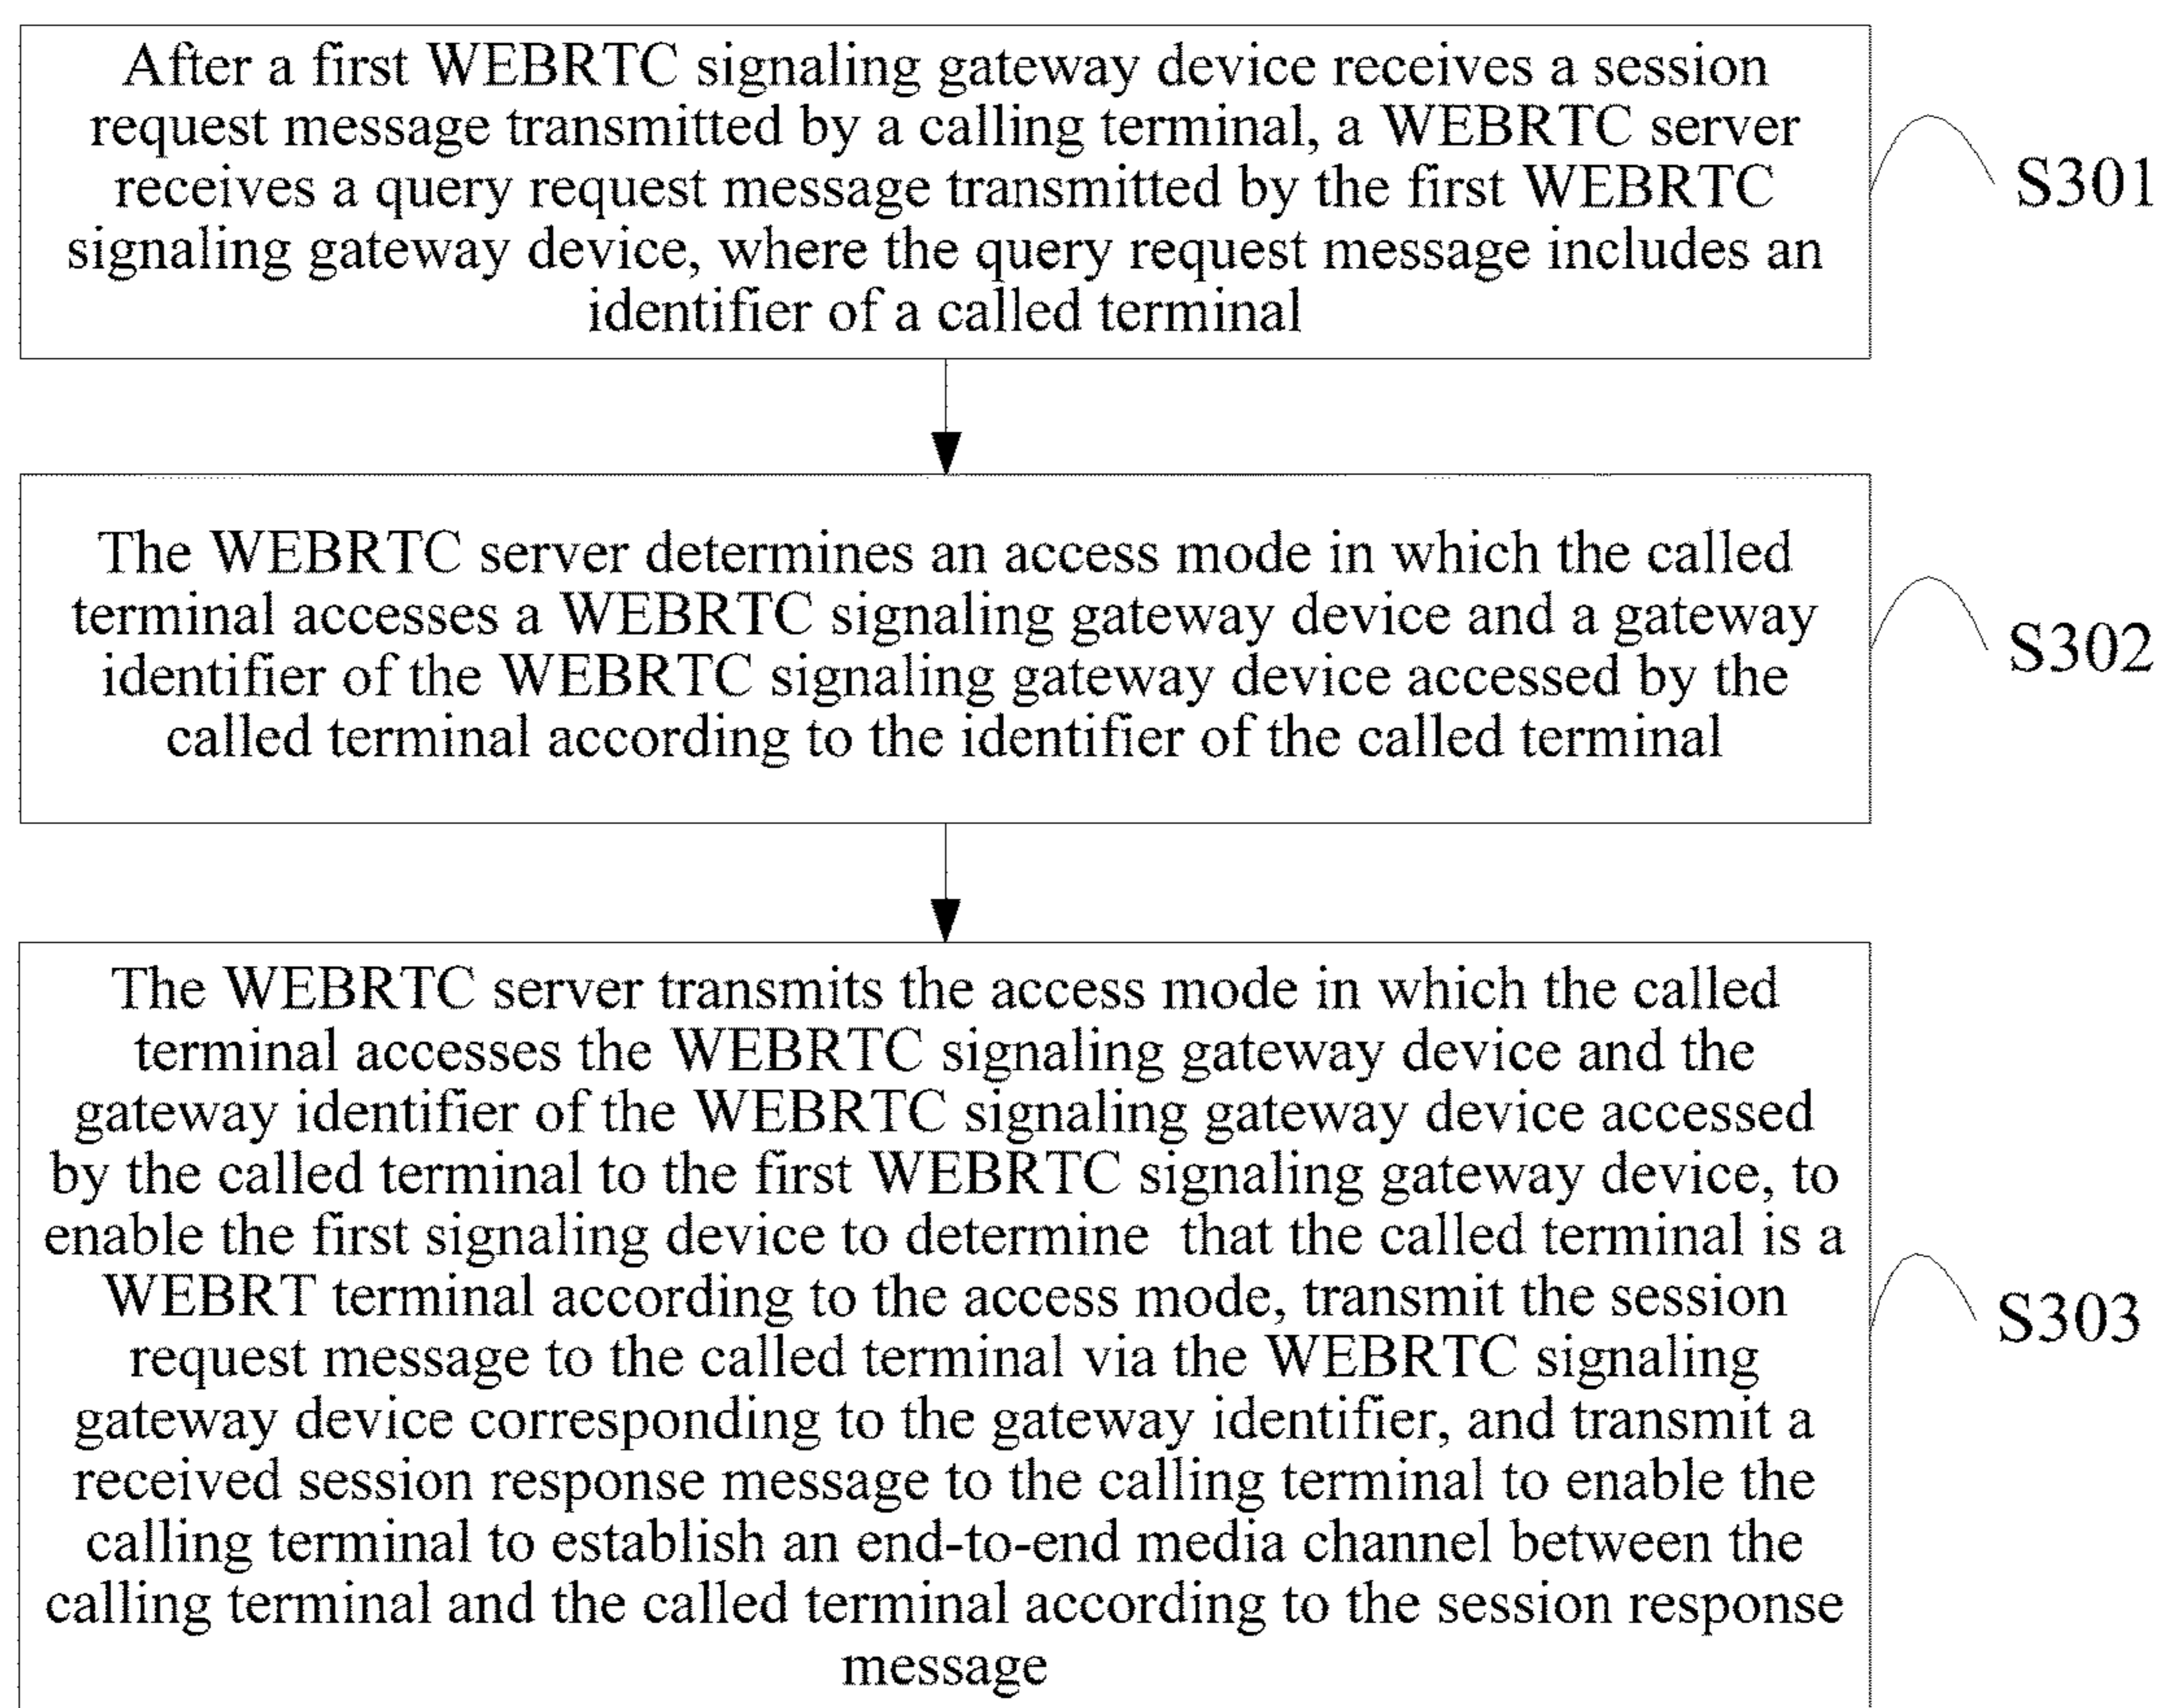 After a first WEBRTC signaling gateway device receives a session
request message transmitted by a calling terminal, a WEBRTC server
receives a query request message transmitted by the first WEBRTC
signaling gateway device, where the query request message includes an
identifier of a called terminal
S301
The WEBRTC server determines an access mode in which the called
terminal accesses a WEBRTC signaling gateway device and a gateway
identifier of the WEBRTC signaling gateway device accessed by the
called terminal according to the identifier of the called terminal
S302
The WEBRTC server transmits the access mode in which the called
terminal accesses the WEBRTC signaling gateway device and the
gateway identifier of the WEBRTC signaling gateway device accessed
by the called terminal to the first WEBRTC signaling gateway device, to
enable the first signaling device to determine that the called terminal is a
WEBRT terminal according to the access mode, transmit the session
request message to the called terminal via the WEBRTC signaling
gateway device corresponding to the gateway identifier, and transmit a
received session response message to the calling terminal to enable the
calling terminal to establish an end-to-end media channel between the
calling terminal and the called terminal according to the session response
message
S303